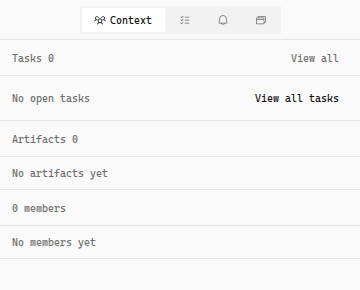 Context
Tasks 0 View all
No open tasks View all tasks
Artifacts 0
No artifacts yet
0 members
No members yet